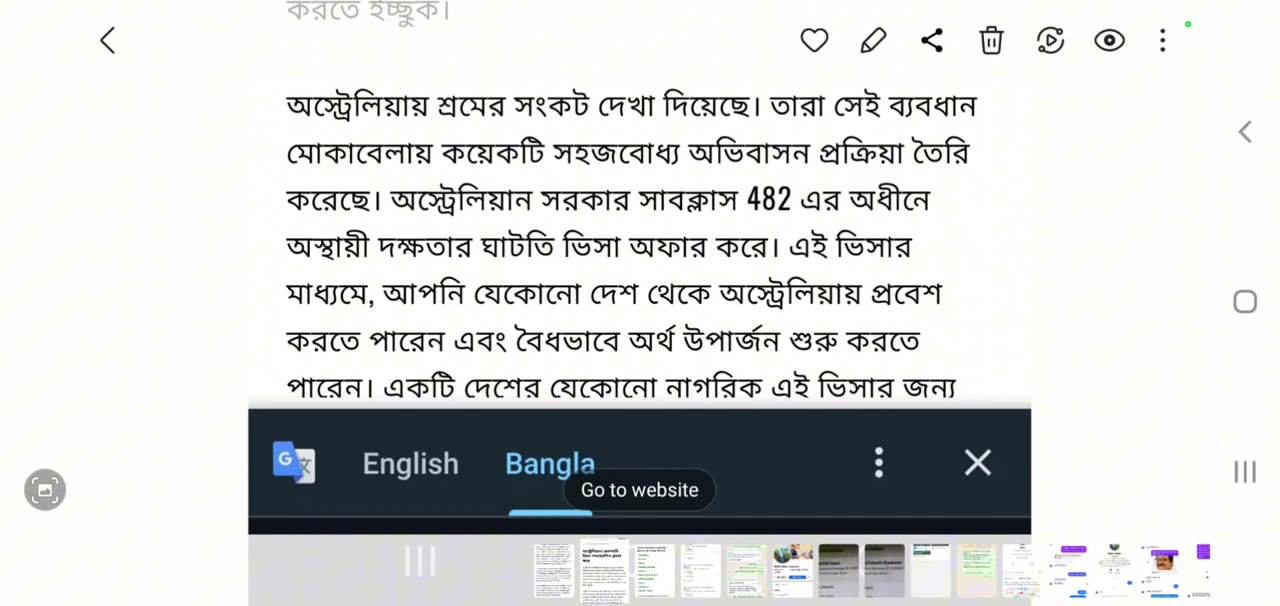 করতে ইচ্ছুক।
অস্ট্রেলিয়ায় শ্রমের সংকট দেখা দিয়েছে। তারা সেই ব্যবধান
মোকাবেলায় কয়েকটি সহজবোধ্য অভিবাসন প্রক্রিয়া তৈরি
করেছে। অস্ট্রেলিয়ান সরকার সাবক্লাস 482 এর অধীনে
অস্থায়ী দক্ষতার ঘাটতি ভিসা অফার করে। এই ভিসার
মাধ্যমে, আপনি যেকোনো দেশ থেকে অস্ট্রেলিয়ায় প্রবেশ
করতে পারেন এবং বৈধভাবে অর্থ উপার্জন শুরু করতে
পারেন। একটি দেশের যেকোনো নাগরিক এই ভিসার জন্য
English Bangla
Go to website